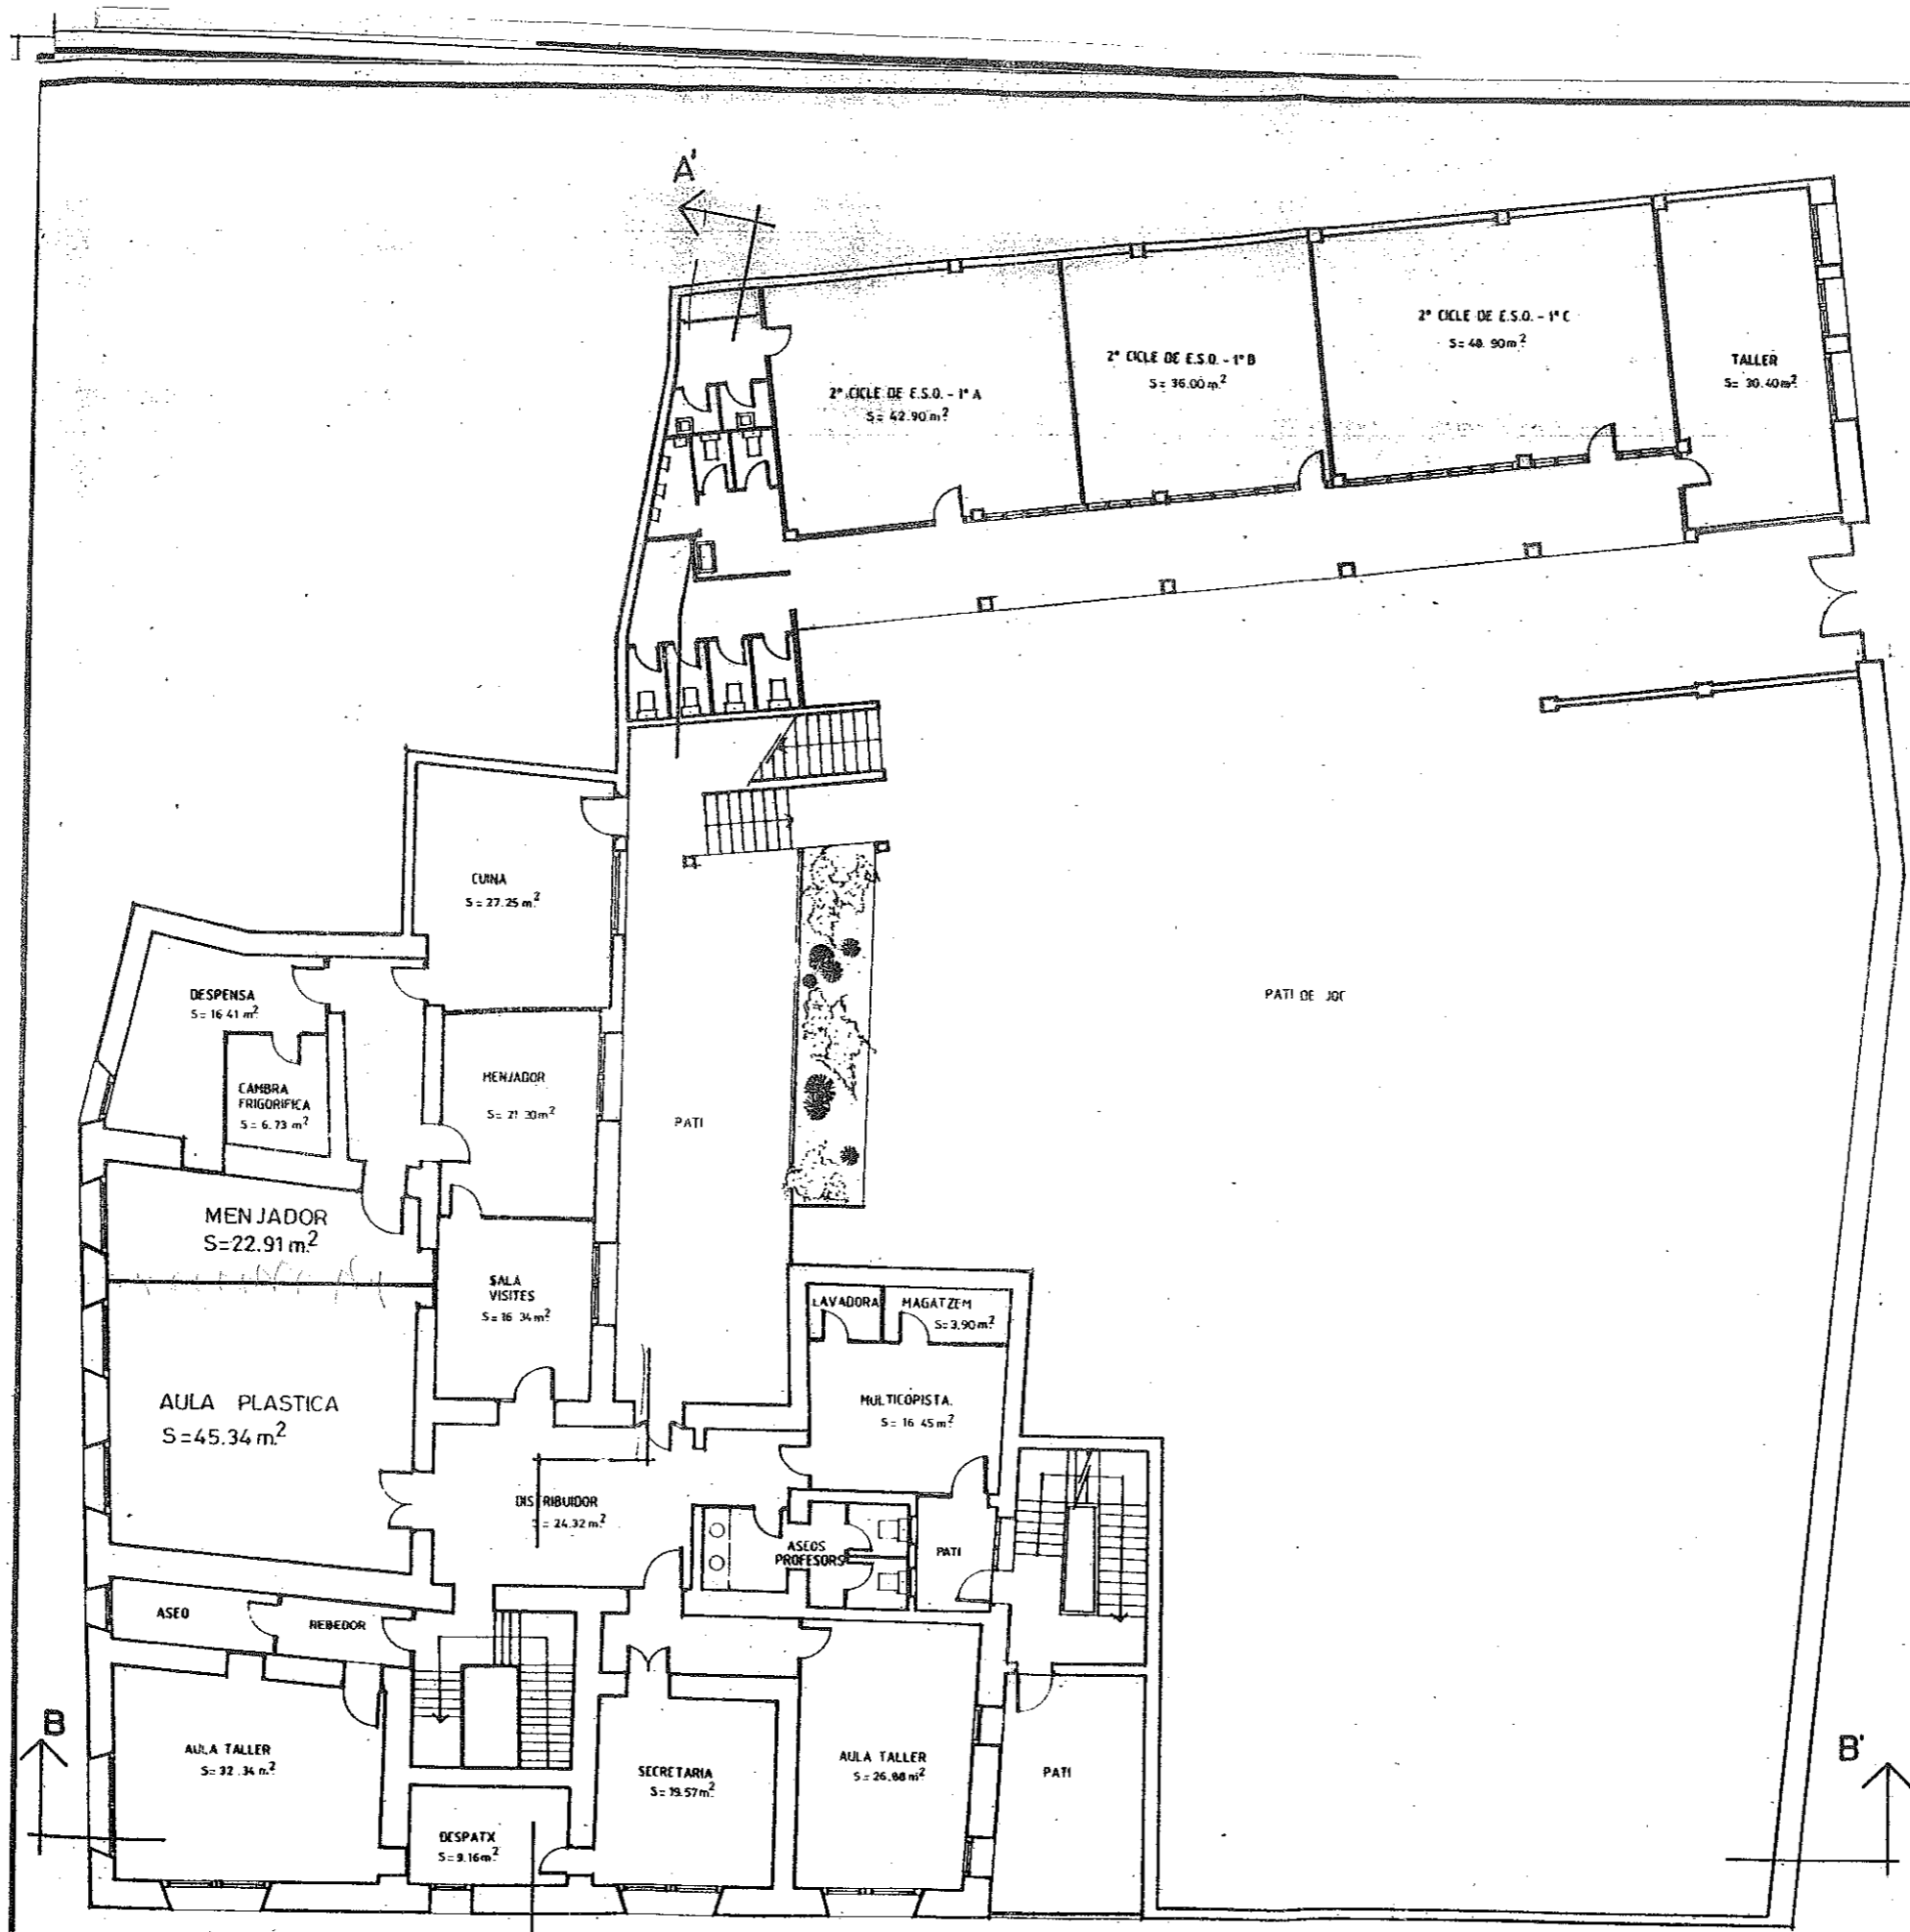 A'
2º CICLE DE E.S.O. - 1º C
S= 48.90 m²
2º CICLE DE E.S.O. - 1º B
S= 36.00 m²
TALLER
S= 30.40 m²
2º CICLE DE E.S.O. - 1º A
S= 42.90 m²
CUINA
S= 27.25 m²
DESPENSA
S= 16.41 m²
PATI DE JOC
MENJADOR
S= 21.30 m²
CAMBRA
FRIGORIFICA
S= 6.73 m²
PATI
MENJADOR
S=22.91 m²
SALA
VISITES
S= 16.34 m²
LAVADORA
MAGATZEM
S=3.90 m²
AULA PLASTICA
S=45.34 m²
MULTICOPISTA.
S= 16.45 m²
DISTRIBUIDOR
S= 24.32 m²
ASEOS
PROFESORS
PATI
ASEO
REBEDOR
B
AULA TALLER
S= 32.34 m²
SECRETARIA
S= 19.57 m²
AULA TALLER
S= 26.88 m²
PATI
B'
DESPATX
S= 9.16 m²